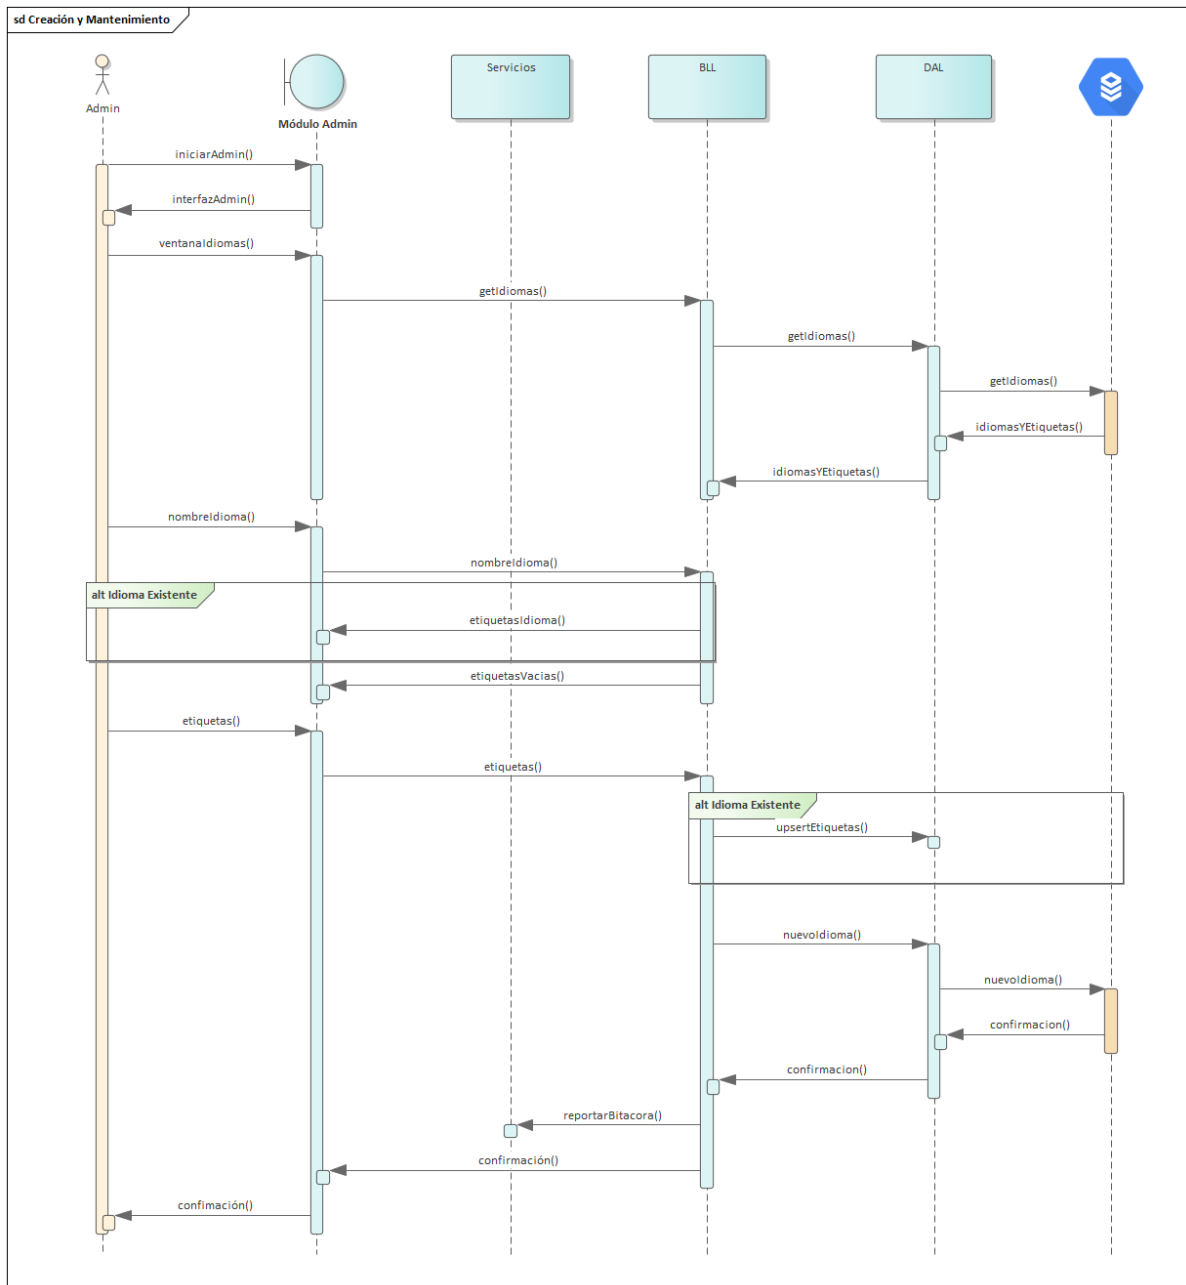 sd Creación y Mantenimiento
Admin
Módulo Admin
Servicios
BLL
DAL
iniciarAdmin()
interfazAdmin()
ventanaIdiomas()
getIdiomas()
getIdiomas()
getIdiomas()
idiomasYEtiquetas()
idiomasYEtiquetas()
nombreIdioma()
nombreIdioma()
alt Idioma Existente
etiquetasIdioma()
etiquetasVacias()
etiquetas()
etiquetas()
alt Idioma Existente
upsertEtiquetas()
nuevoIdioma()
nuevoIdioma()
confirmacion()
confirmacion()
reportarBitacora()
confirmación()
confimación()